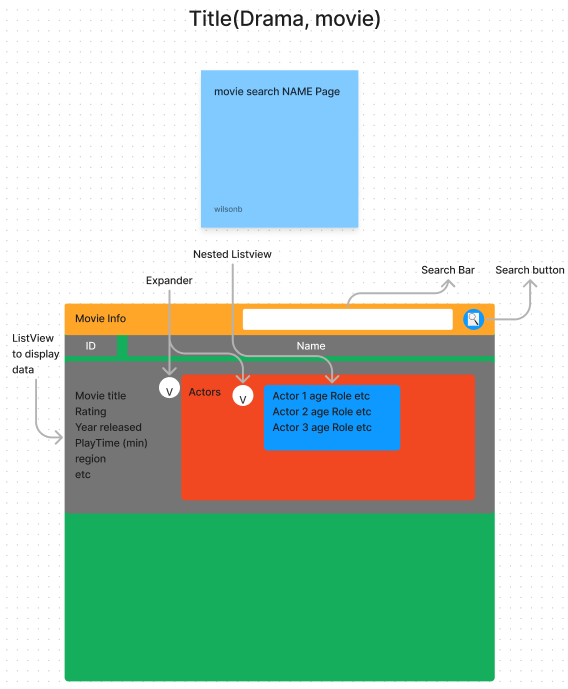 Title(Drama, movie)
movie search NAME Page
wilsonb
Nested Listview
Expander
Search Bar
Search button
ListView
to display
data
Movie Info
ID
Name
Movie title
Rating
Year released
PlayTime (min)
region
etc
V
Actors
V
Actor 1 age Role etc
Actor 2 age Role etc
Actor 3 age Role etc